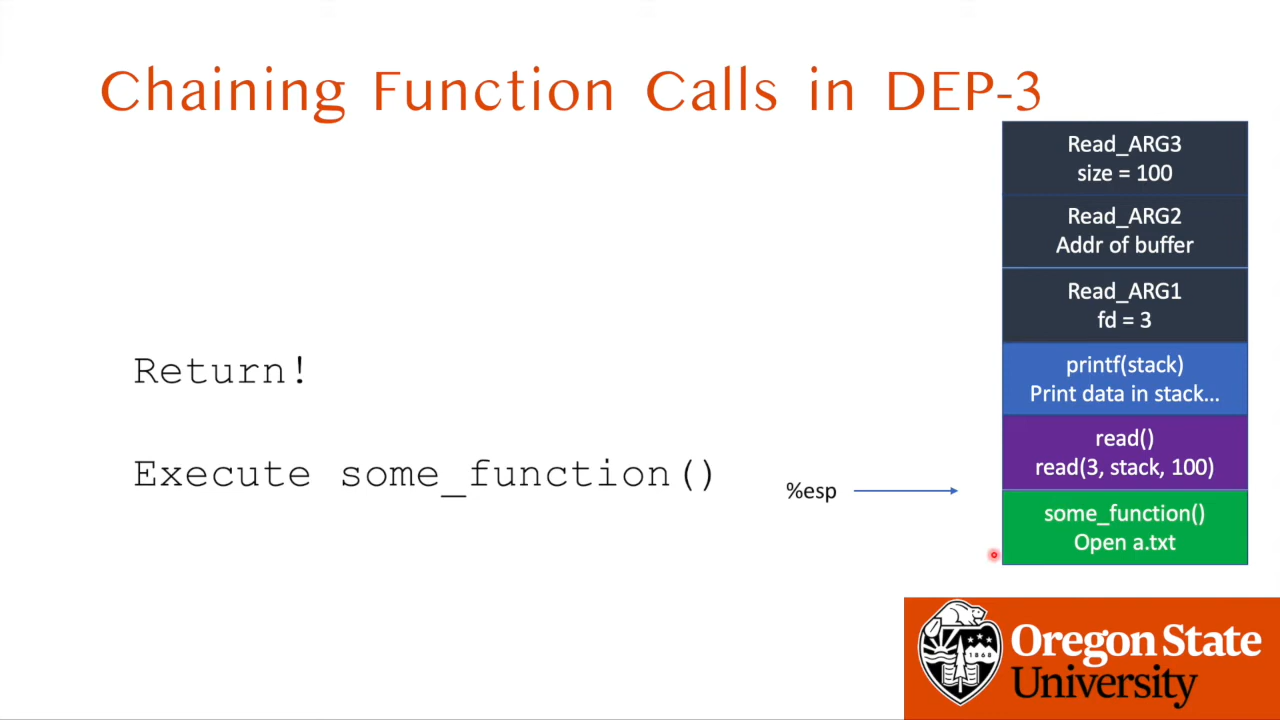 Chaining Function Calls in DEP-3
Read_ARG3
size = 100
Read_ARG2
Addr of buffer
Read_ARG1
fd = 3
printf(stack)
Print data in stack...
read()
read(3, stack, 100)
some_function()
Open a.txt
Return!
Execute some_function()
%esp
1868
Oregon State
University